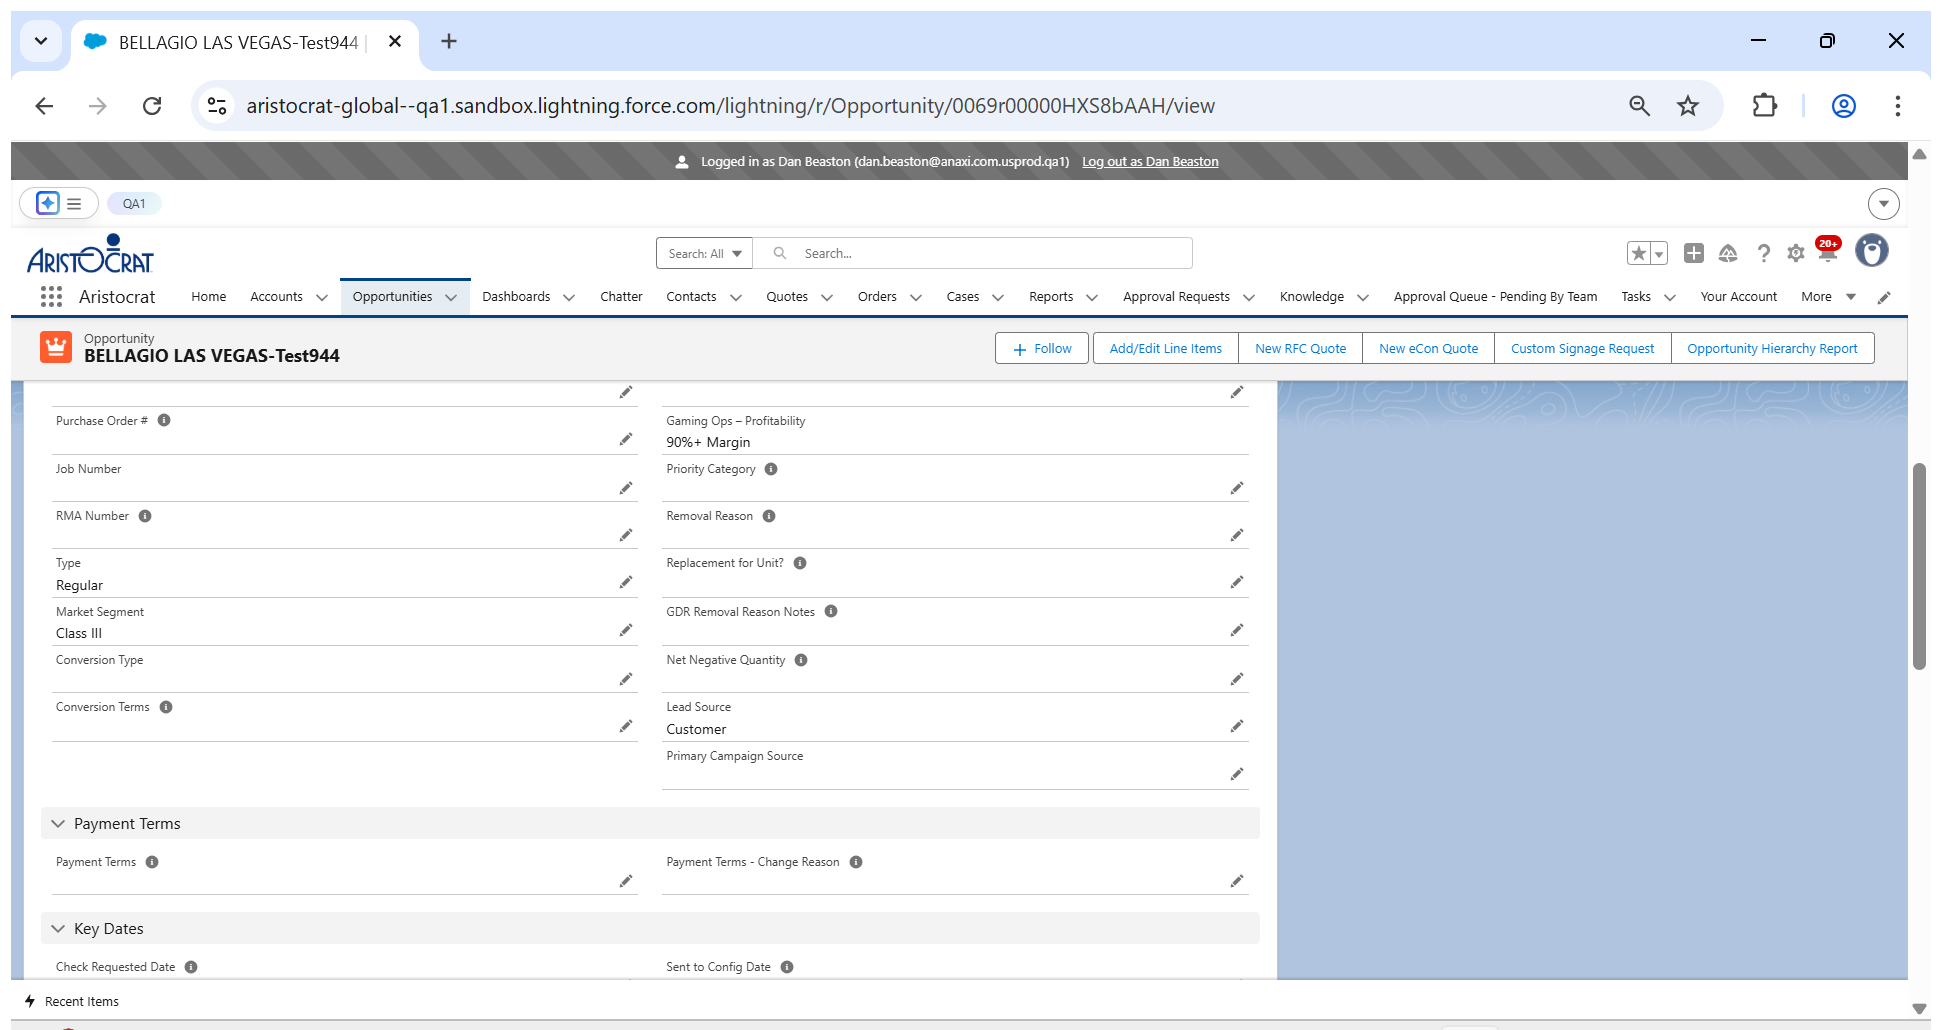 BELLAGIO LAS VEGAS-Test944
aristocrat-global--qa1.sandbox.lightning.force.com/lightning/r/Opportunity/0069r00000HXS8bAAH/view
Logged in as Dan Beaston (dan.beaston@anaxi.com.usprod.qa1) Log out as Dan Beaston
QA1
ARISTOCRAT
Search: All Search...
20+
Aristocrat Home Accounts Opportunities Dashboards Chatter Contacts Quotes Orders Cases Reports Approval Requests Knowledge Approval Queue - Pending By Team Tasks Your Account More
Opportunity
BELLAGIO LAS VEGAS-Test944
Follow Add/Edit Line Items New RFC Quote New eCon Quote Custom Signage Request Opportunity Hierarchy Report
Purchase Order # Gaming Ops – Profitability
90%+ Margin
Job Number Priority Category
RMA Number Removal Reason
Type Replacement for Unit?
Regular
Market Segment GDR Removal Reason Notes
Class III
Conversion Type Net Negative Quantity
Conversion Terms Lead Source
Customer
Primary Campaign Source
Payment Terms
Payment Terms Payment Terms - Change Reason
Key Dates
Check Requested Date Sent to Config Date
Recent Items